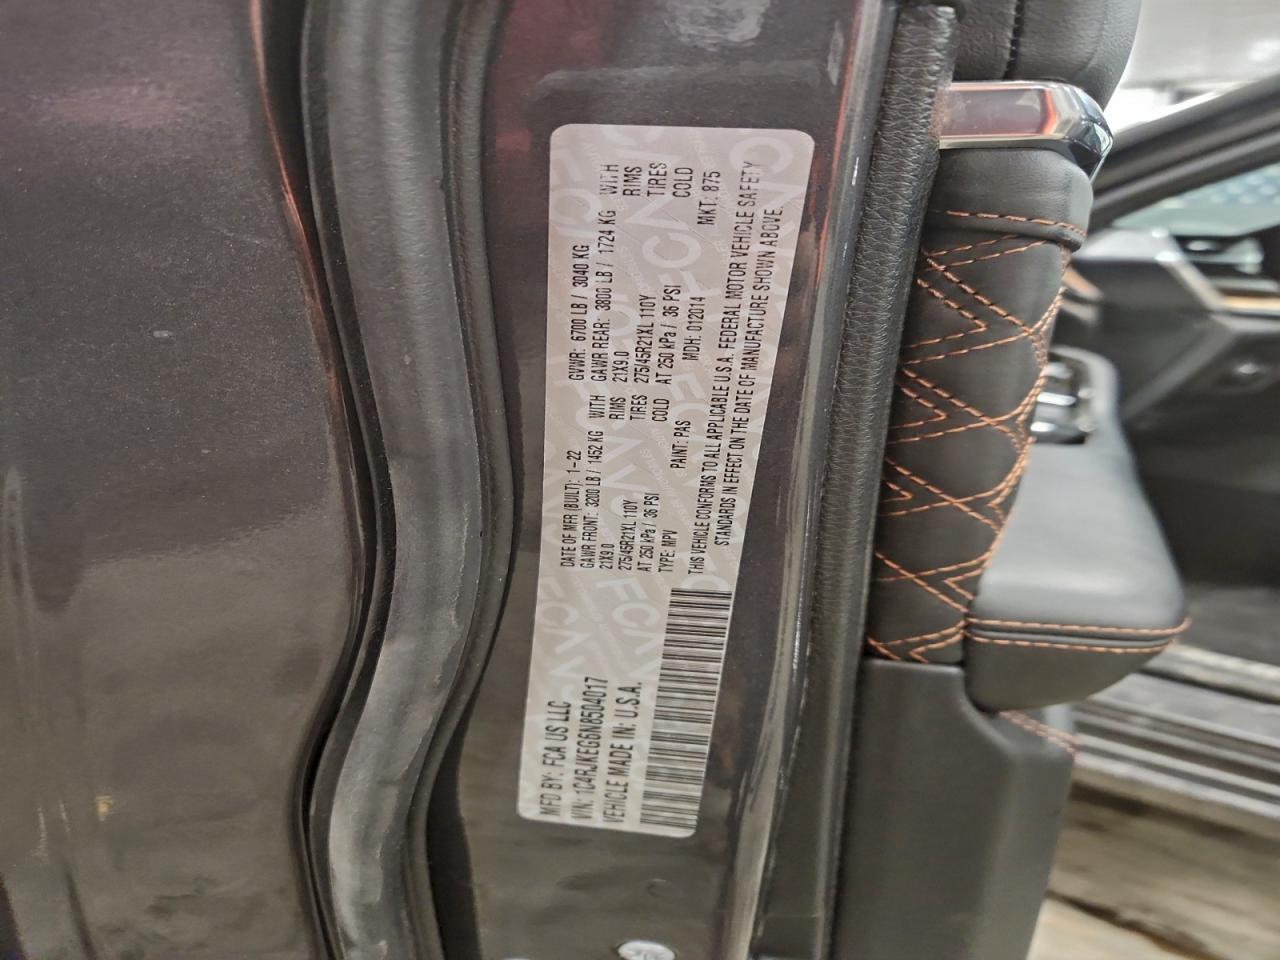 MFD BY: FCA US LLC
VIN: 1C4RJKEG6N8504017
VEHICLE MADE IN: U.S.A.
DATE OF MFR (BUILT): 1-22 GVWR: 6700 LB / 3040 KG
GAWR FRONT: 3200 LB / 1452 KG WITH GAWR REAR: 3800 LB / 1724 KG WITH
21X9.0 RIMS 21X9.0 RIMS
275/45R21XL 110Y TIRES 275/45R21XL 110Y TIRES
AT 250 kPa / 36 PSI COLD AT 250 kPa / 36 PSI COLD
TYPE: MPV PAINT: PAS MDH: 012014 MKT: 875
THIS VEHICLE CONFORMS TO ALL APPLICABLE U.S.A. FEDERAL MOTOR VEHICLE SAFETY
STANDARDS IN EFFECT ON THE DATE OF MANUFACTURE SHOWN ABOVE.